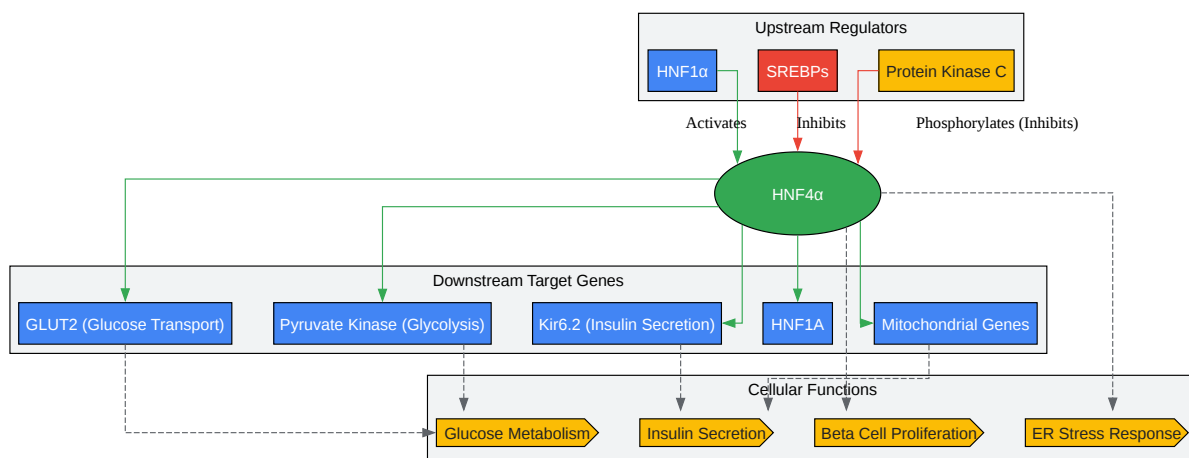 Upstream Regulators
HNF1α
SREBPs
Protein Kinase C
Activates
Inhibits
Phosphorylates (Inhibits)
HNF4α
Downstream Target Genes
GLUT2 (Glucose Transport)
Pyruvate Kinase (Glycolysis)
Kir6.2 (Insulin Secretion)
HNF1A
Mitochondrial Genes
Cellular Functions
Glucose Metabolism
Insulin Secretion
Beta Cell Proliferation
ER Stress Response